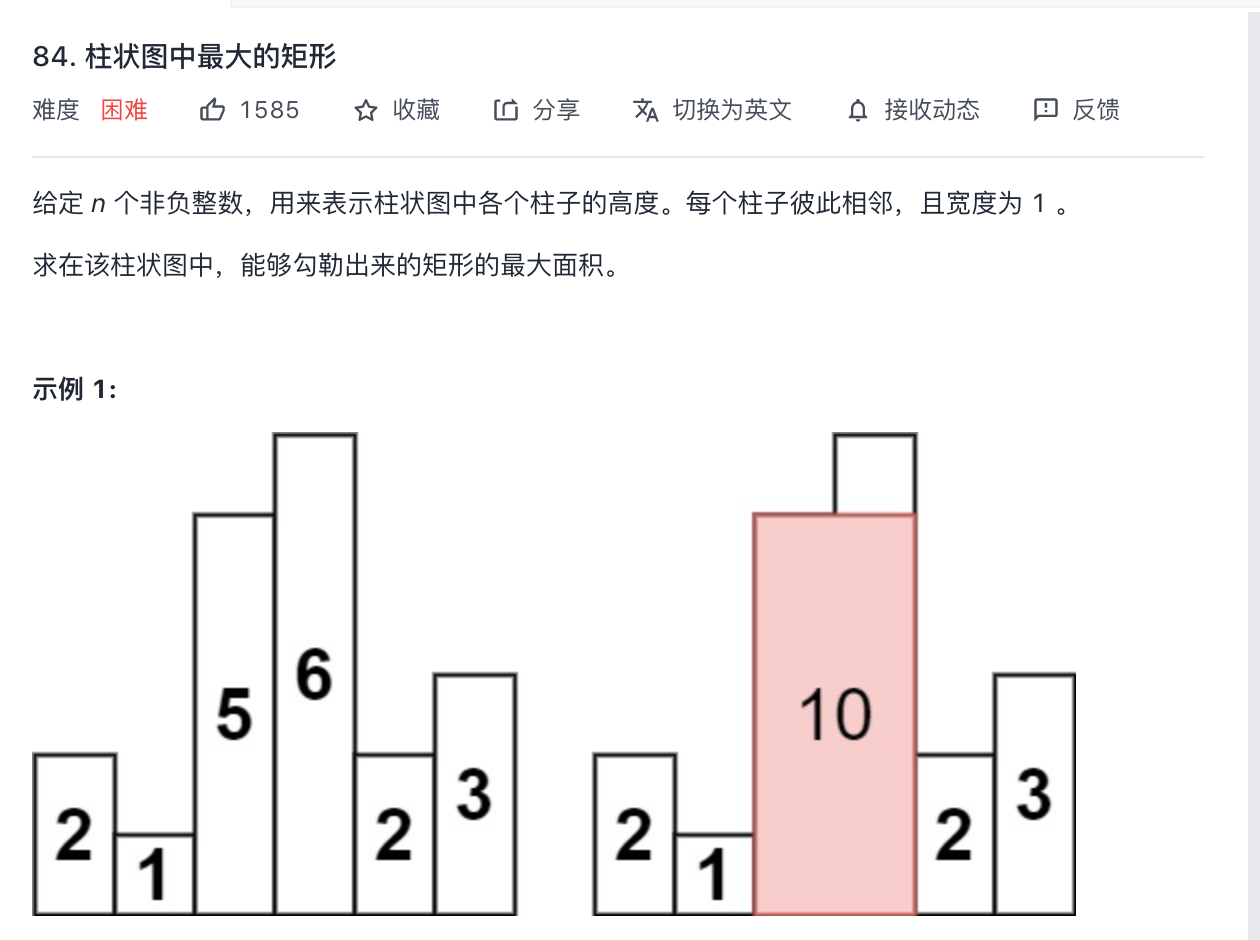 84. 柱状图中最大的矩形
难度 困难 1585 收藏 分享 切换为英文 接收动态 反馈
给定 n 个非负整数，用来表示柱状图中各个柱子的高度。每个柱子彼此相邻，且宽度为 1 。
求在该柱状图中，能够勾勒出来的矩形的最大面积。
示例 1:
2 1 5 6 2 3
2 1 10 2 3